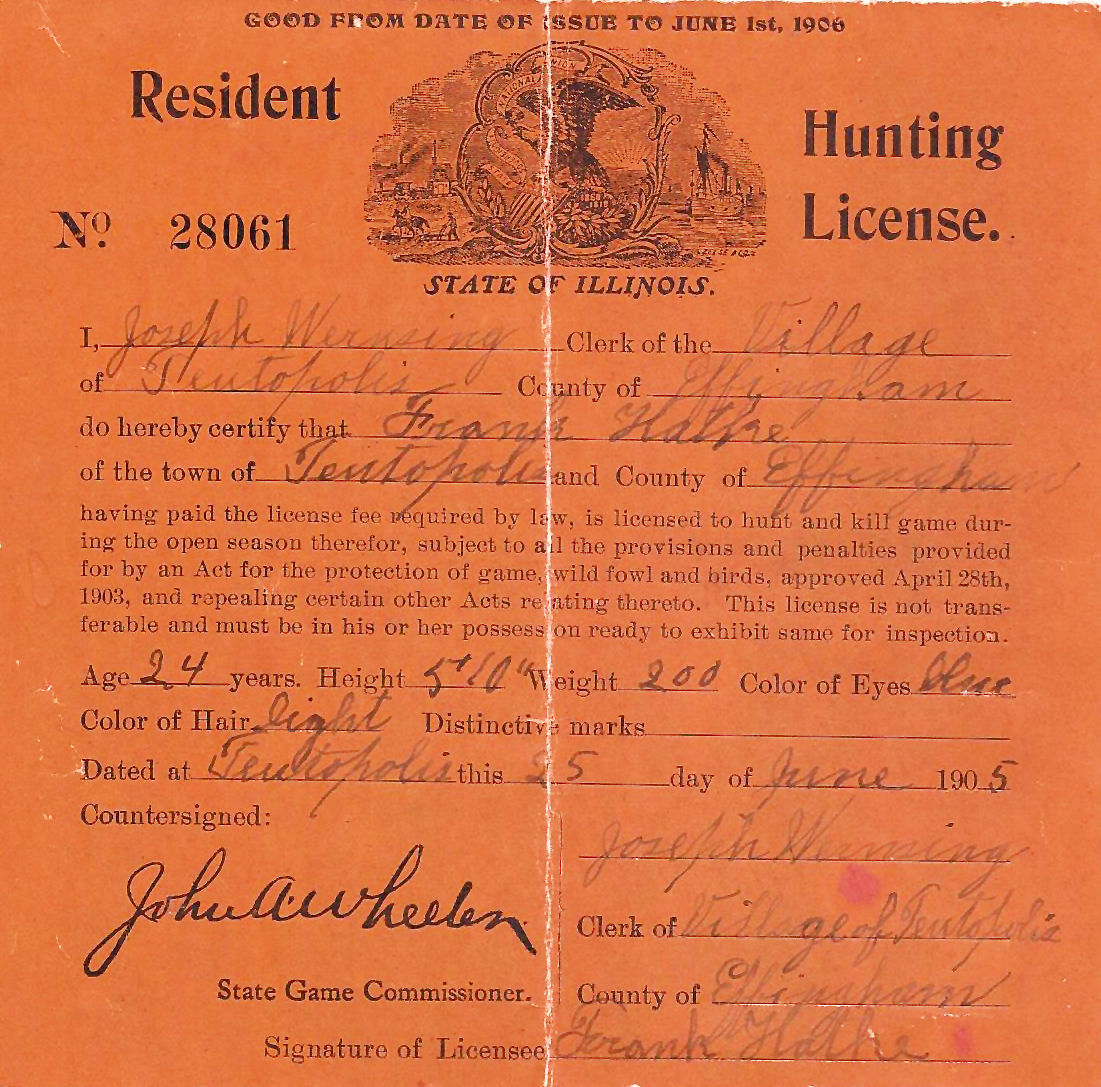 GOOD FROM DATE OF ISSUE TO JUNE 1st, 1906
Resident
Hunting
License.
No. 28061
NATIONAL UNION
STATE OF ILLINOIS.
I, Joseph Wernsing Clerk of the Village
of Teutopolis County of Effingham
do hereby certify that Frank Hatke
of the town of Teutopolis and County of Effingham
having paid the license fee required by law, is licensed to hunt and kill game dur-
ing the open season therefor, subject to all the provisions and penalties provided
for by an Act for the protection of game, wild fowl and birds, approved April 28th,
1903, and repealing certain other Acts relating thereto. This license is not trans-
ferable and must be in his or her possession ready to exhibit same for inspection.
Age 24 years. Height 5'10" Weight 200 Color of Eyes blue
Color of Hair light Distinctive marks
Dated at Teutopolis this 25 day of June 1905
Countersigned:
Joseph Wernsing
John A Wheeler
Clerk of Village of Teutopolis
State Game Commissioner.
County of Effingham
Signature of Licensee Frank Hatke